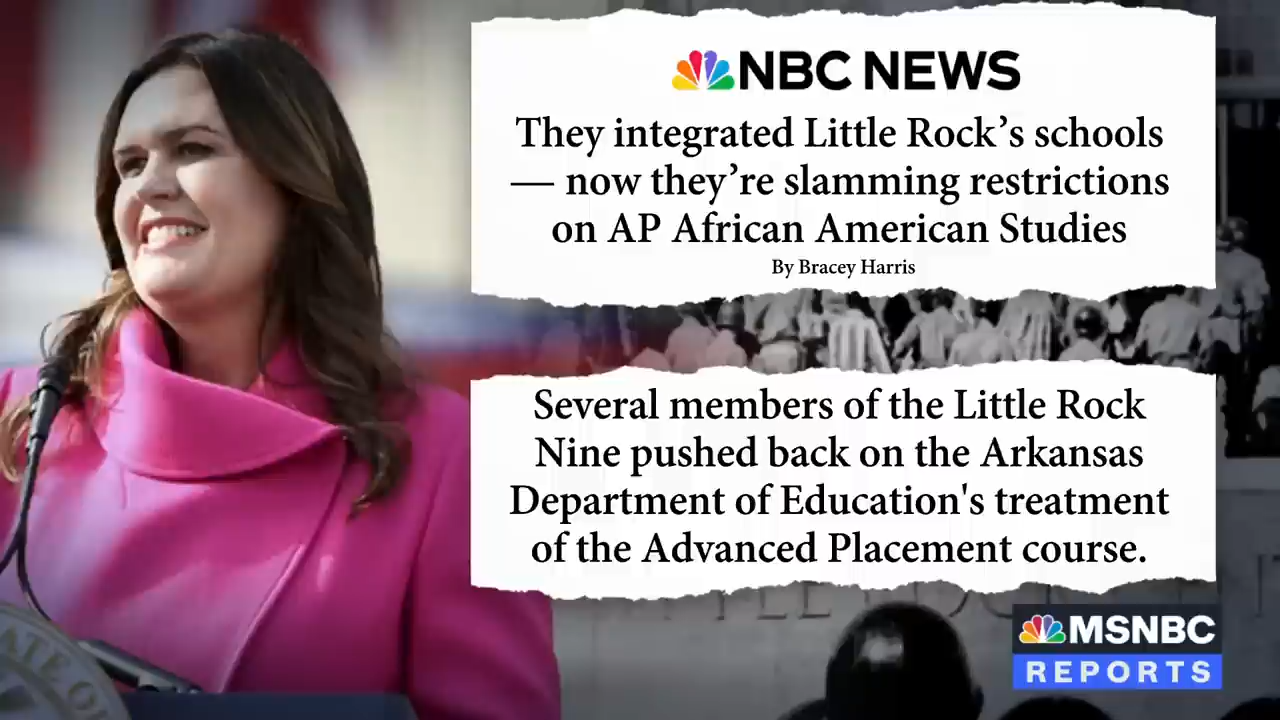 NBC NEWS
They integrated Little Rock’s schools
— now they’re slamming restrictions
on AP African American Studies
By Bracey Harris
Several members of the Little Rock
Nine pushed back on the Arkansas
Department of Education's treatment
of the Advanced Placement course.
MSNBC
REPORTS